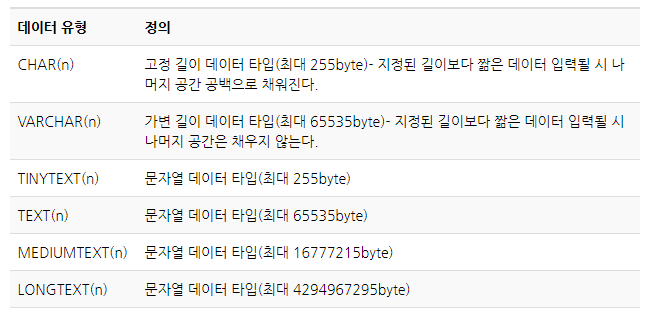 데이터 유형 정의
CHAR(n) 고정 길이 데이터 타입(최대 255byte)- 지정된 길이보다 짦은 데이터 입력될 시 나
머지 공간 공백으로 채워진다.
VARCHAR(n) 가변 길이 데이터 타입(최대 65535byte)- 지정된 길이보다 짦은 데이터 입력될 시
나머지 공간은 채우지 않는다.
TINYTEXT(n) 문자열 데이터 타입(최대 255byte)
TEXT(n) 문자열 데이터 타입(최대 65535byte)
MEDIUMTEXT(n) 문자열 데이터 타입(최대 16777215byte)
LONGTEXT(n) 문자열 데이터 타입(최대 4294967295byte)